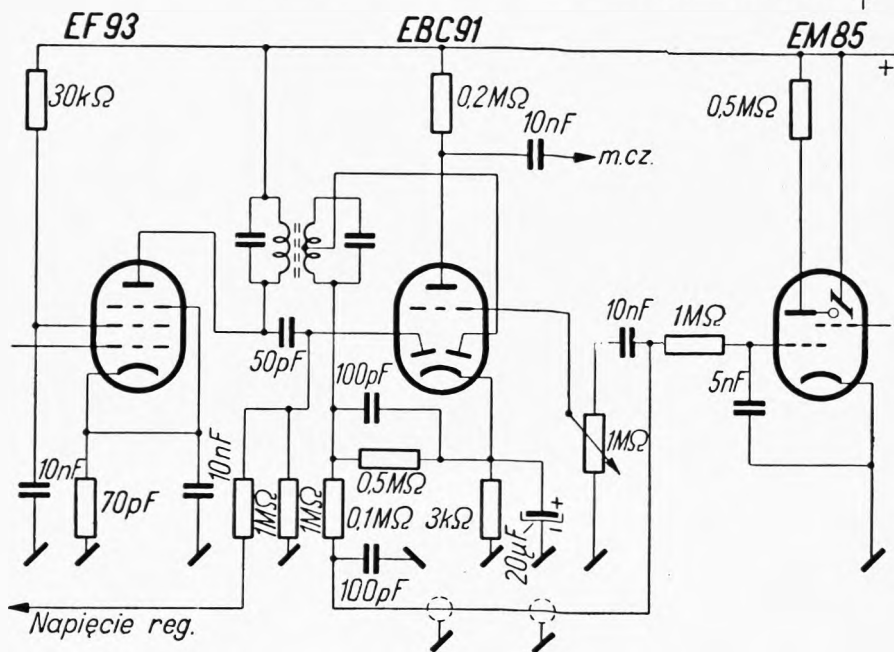 EF93
EBC91
EM85
+
30kΩ
0,2MΩ
0,5MΩ
10nF
m.cz.
50pF
100pF
10nF
1MΩ
5nF
10nF
70pF
10nF
1MΩ
1MΩ
0,5MΩ
0,1MΩ
3kΩ
20μF
+
1MΩ
100pF
Napięcie reg.